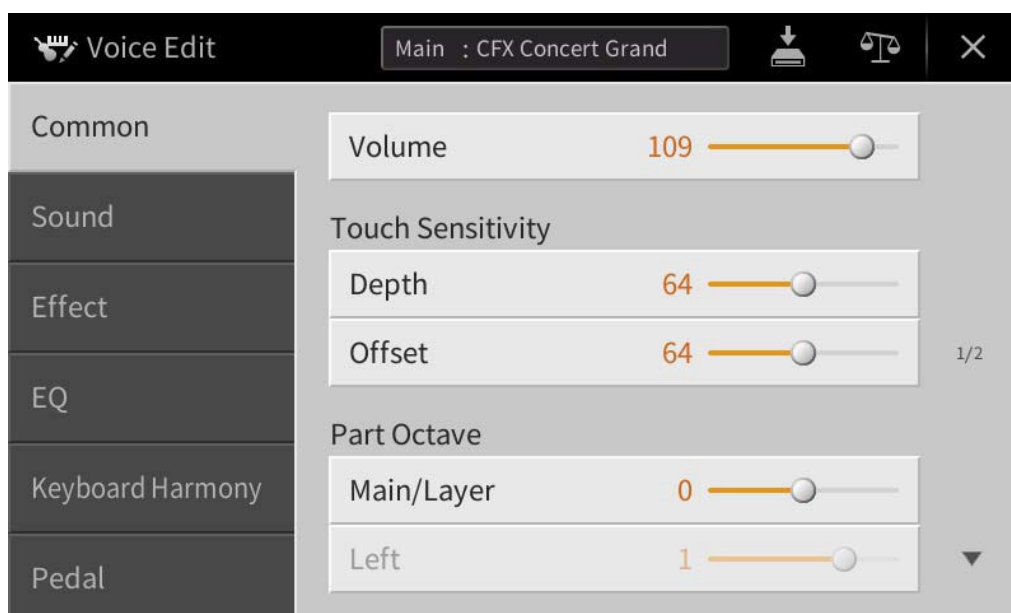 Voice Edit
Main : CFX Concert Grand
Common
Sound
Effect
EQ
Keyboard Harmony
Pedal
Volume 109
Touch Sensitivity
Depth 64
Offset 64
1/2
Part Octave
Main/Layer 0
Left 1